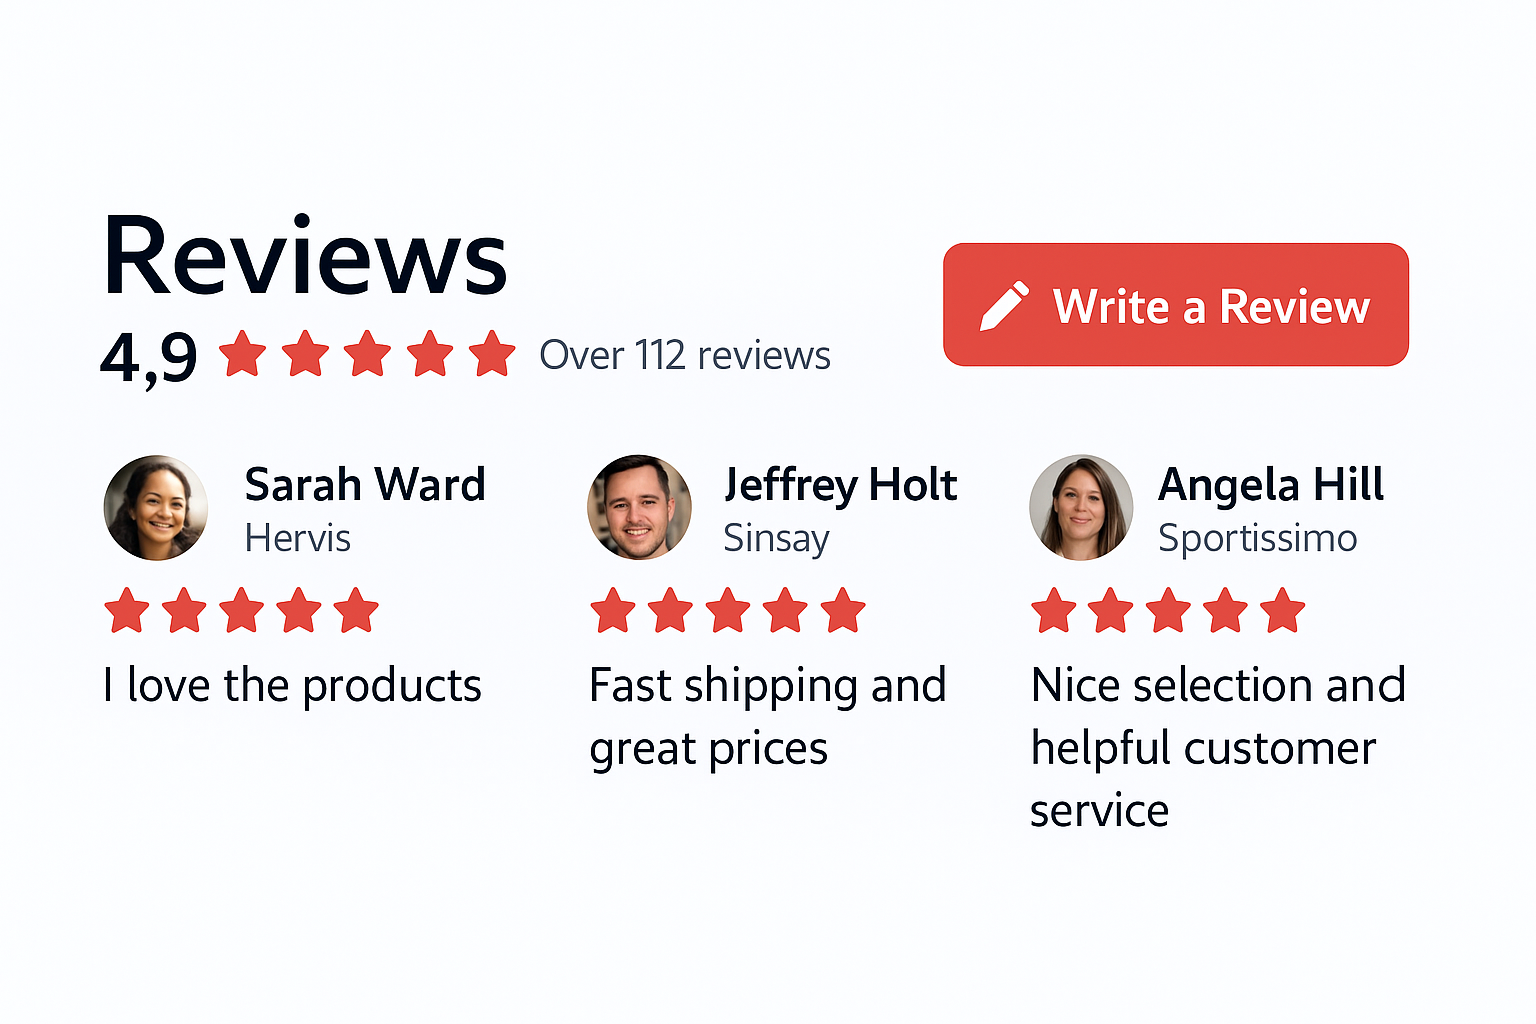 Reviews
4,9 Over 112 reviews
Write a Review
Sarah Ward
Hervis
I love the products
Jeffrey Holt
Sinsay
Fast shipping and
great prices
Angela Hill
Sportissimo
Nice selection and
helpful customer
service